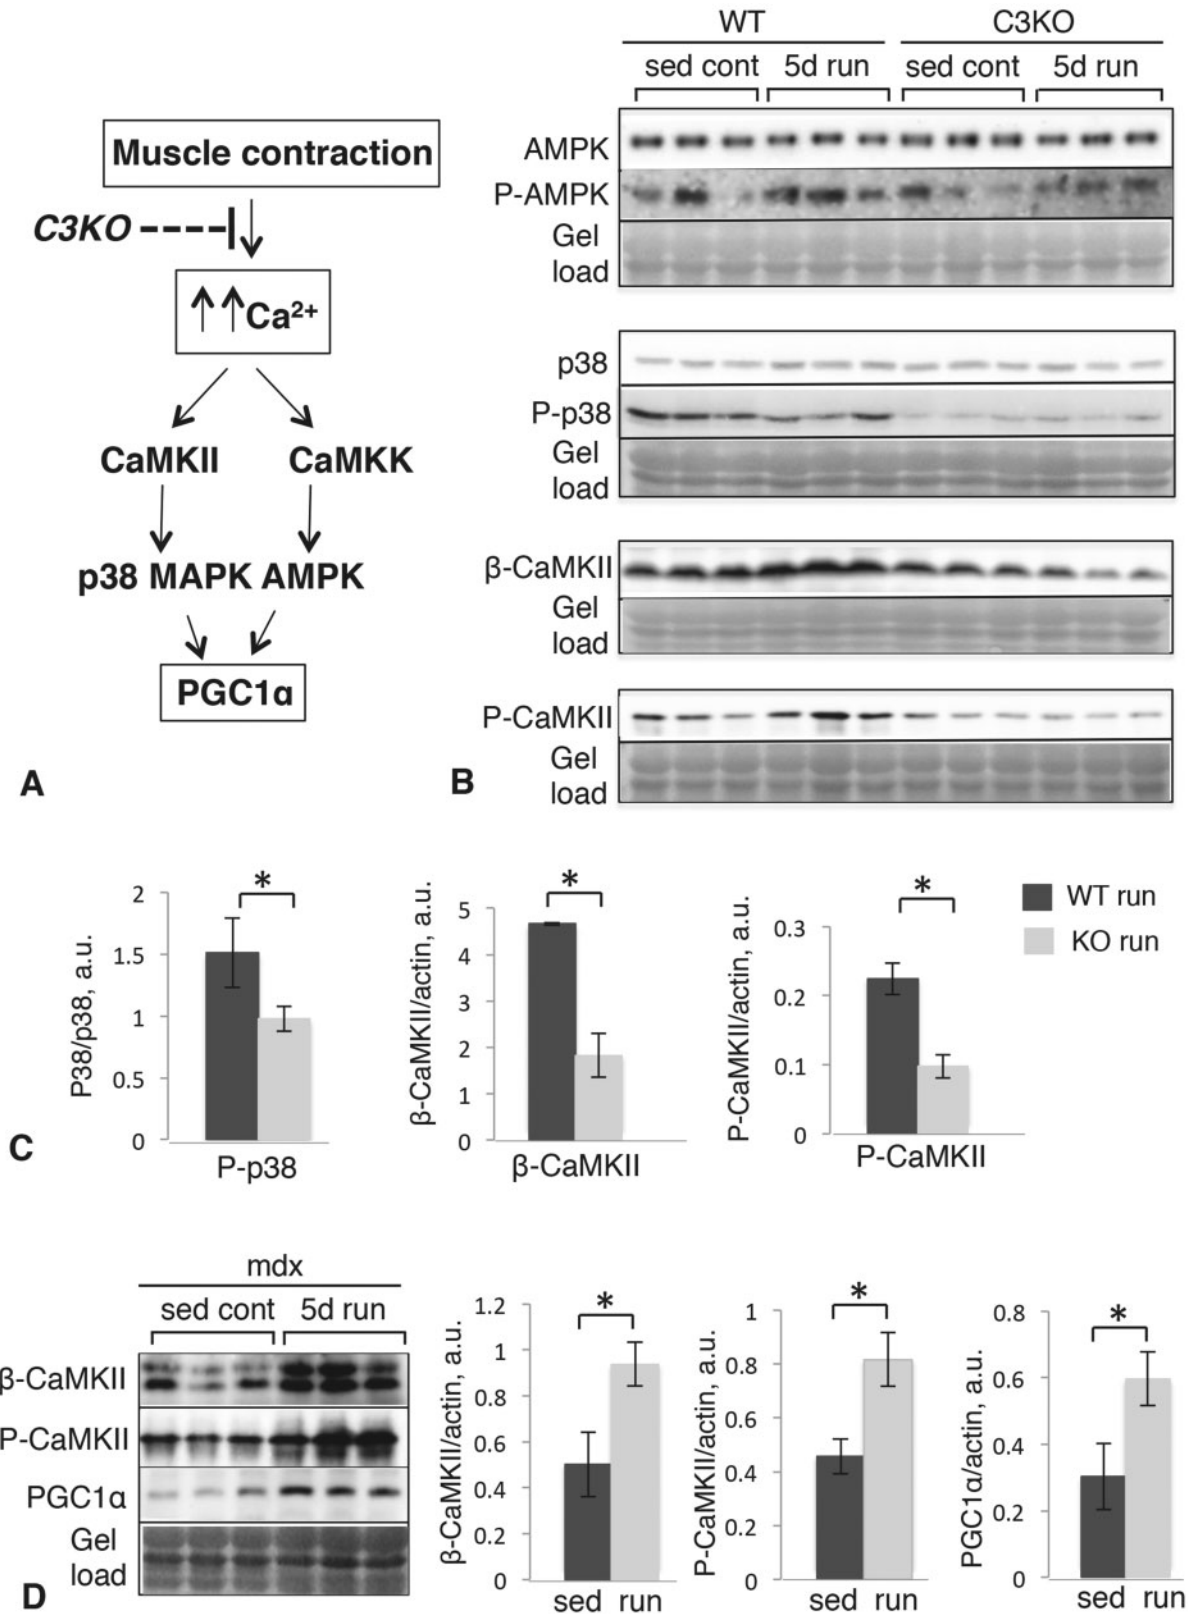 Muscle contraction
C3KO
Ca²⁺
CaMKII CaMKK
p38 MAPK AMPK
PGC1α
A
WT C3KO
sed cont 5d run sed cont 5d run
AMPK
P-AMPK
Gel
load
p38
P-p38
Gel
load
β-CaMKII
Gel
load
P-CaMKII
Gel
load
B
*
P38/p38, a.u.
2
1.5
1
0.5
0
P-p38
*
β-CaMKII/actin, a.u.
5
4
3
2
1
0
β-CaMKII
*
P-CaMKII/actin, a.u.
0.3
0.2
0.1
0
P-CaMKII
WT run
KO run
C
mdx
sed cont 5d run
β-CaMKII
P-CaMKII
PGC1α
Gel
load
D
*
β-CaMKII/actin, a.u.
1.2
1
0.8
0.6
0.4
0.2
0
sed run
*
P-CaMKII/actin, a.u.
1
0.8
0.6
0.4
0.2
0
sed run
*
PGC1α/actin, a.u.
0.8
0.6
0.4
0.2
0
sed run